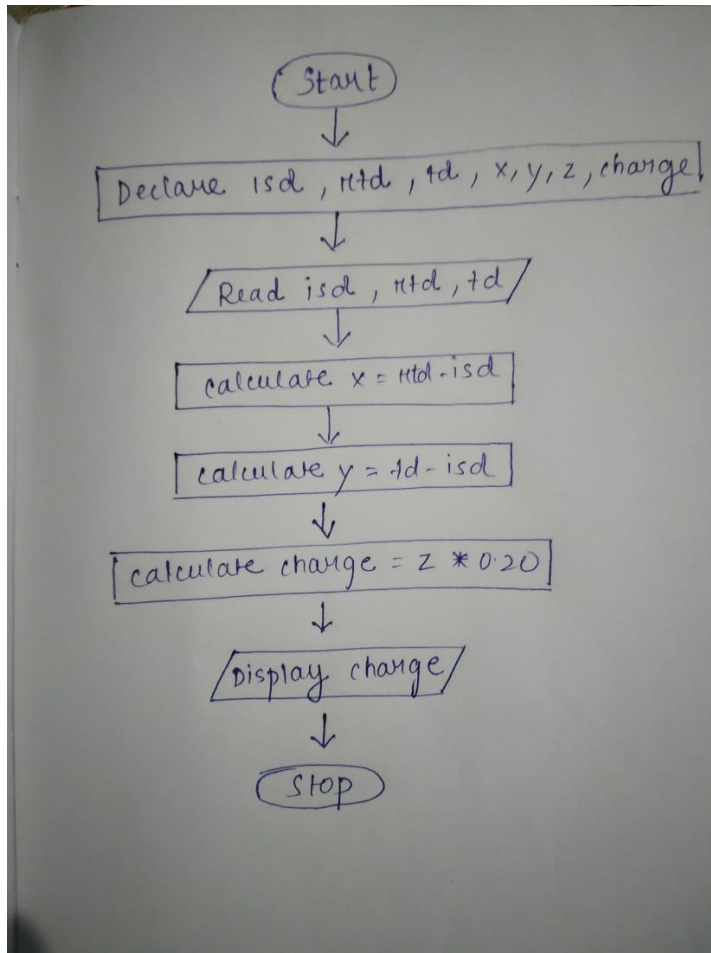 Start
Declare isd, rtd, td, x, y, z, charge
Read isd, rtd, td
calculate x = rtd - isd
calculate y = td - isd
calculate charge = z * 0.20
Display charge
Stop